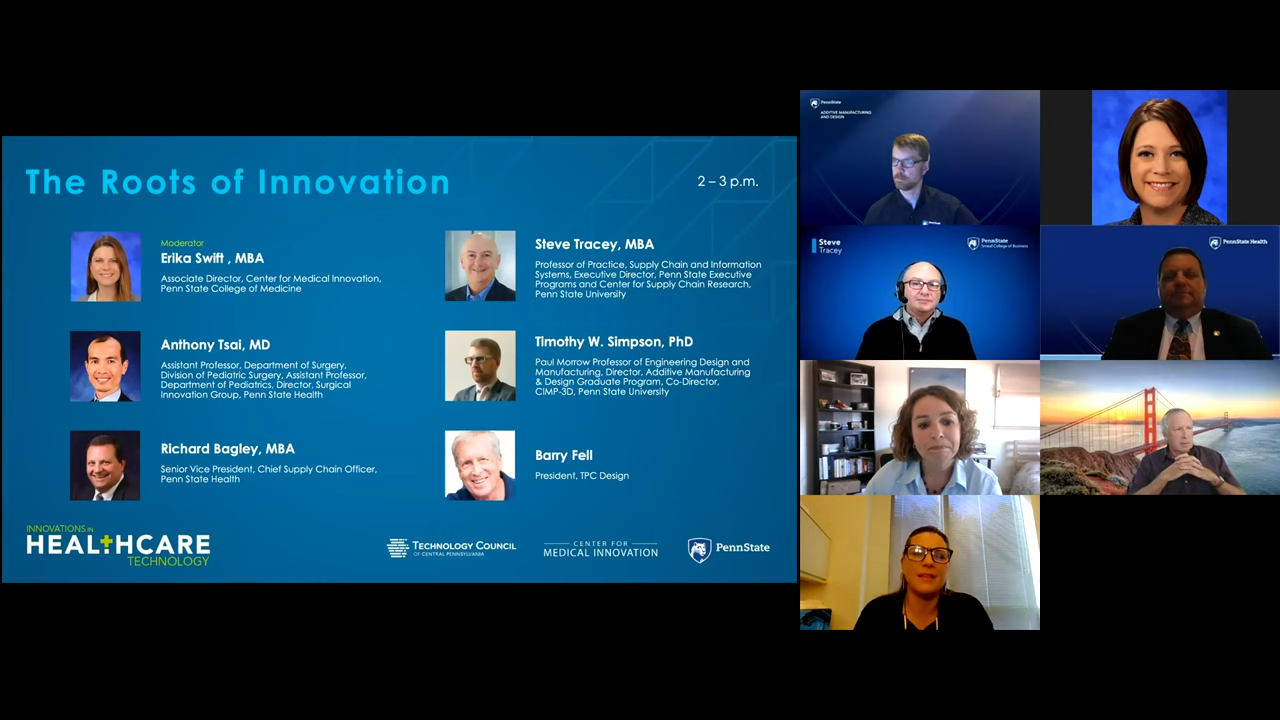 The Roots of Innovation
2 – 3 p.m.
Moderator
Erika Swift , MBA
Associate Director, Center for Medical Innovation,
Penn State College of Medicine
Anthony Tsai, MD
Assistant Professor, Department of Surgery,
Division of Pediatric Surgery, Assistant Professor,
Department of Pediatrics, Director, Surgical
Innovation Group, Penn State Health
Richard Bagley, MBA
Senior Vice President, Chief Supply Chain Officer,
Penn State Health
Steve Tracey, MBA
Professor of Practice, Supply Chain and Information
Systems, Executive Director, Penn State Executive
Programs and Center for Supply Chain Research,
Penn State University
Timothy W. Simpson, PhD
Paul Morrow Professor of Engineering Design and
Manufacturing, Director, Additive Manufacturing
& Design Graduate Program, Co-Director,
CIMP-3D, Penn State University
Barry Fell
President, TPC Design
INNOVATIONS IN
HEALTHCARE
TECHNOLOGY
TECHNOLOGY COUNCIL
OF CENTRAL PENNSYLVANIA
CENTER FOR
MEDICAL INNOVATION
PennState
PennState
ADDITIVE MANUFACTURING
AND DESIGN
Steve
Tracey
PennState
Smeal College of Business
PennState Health